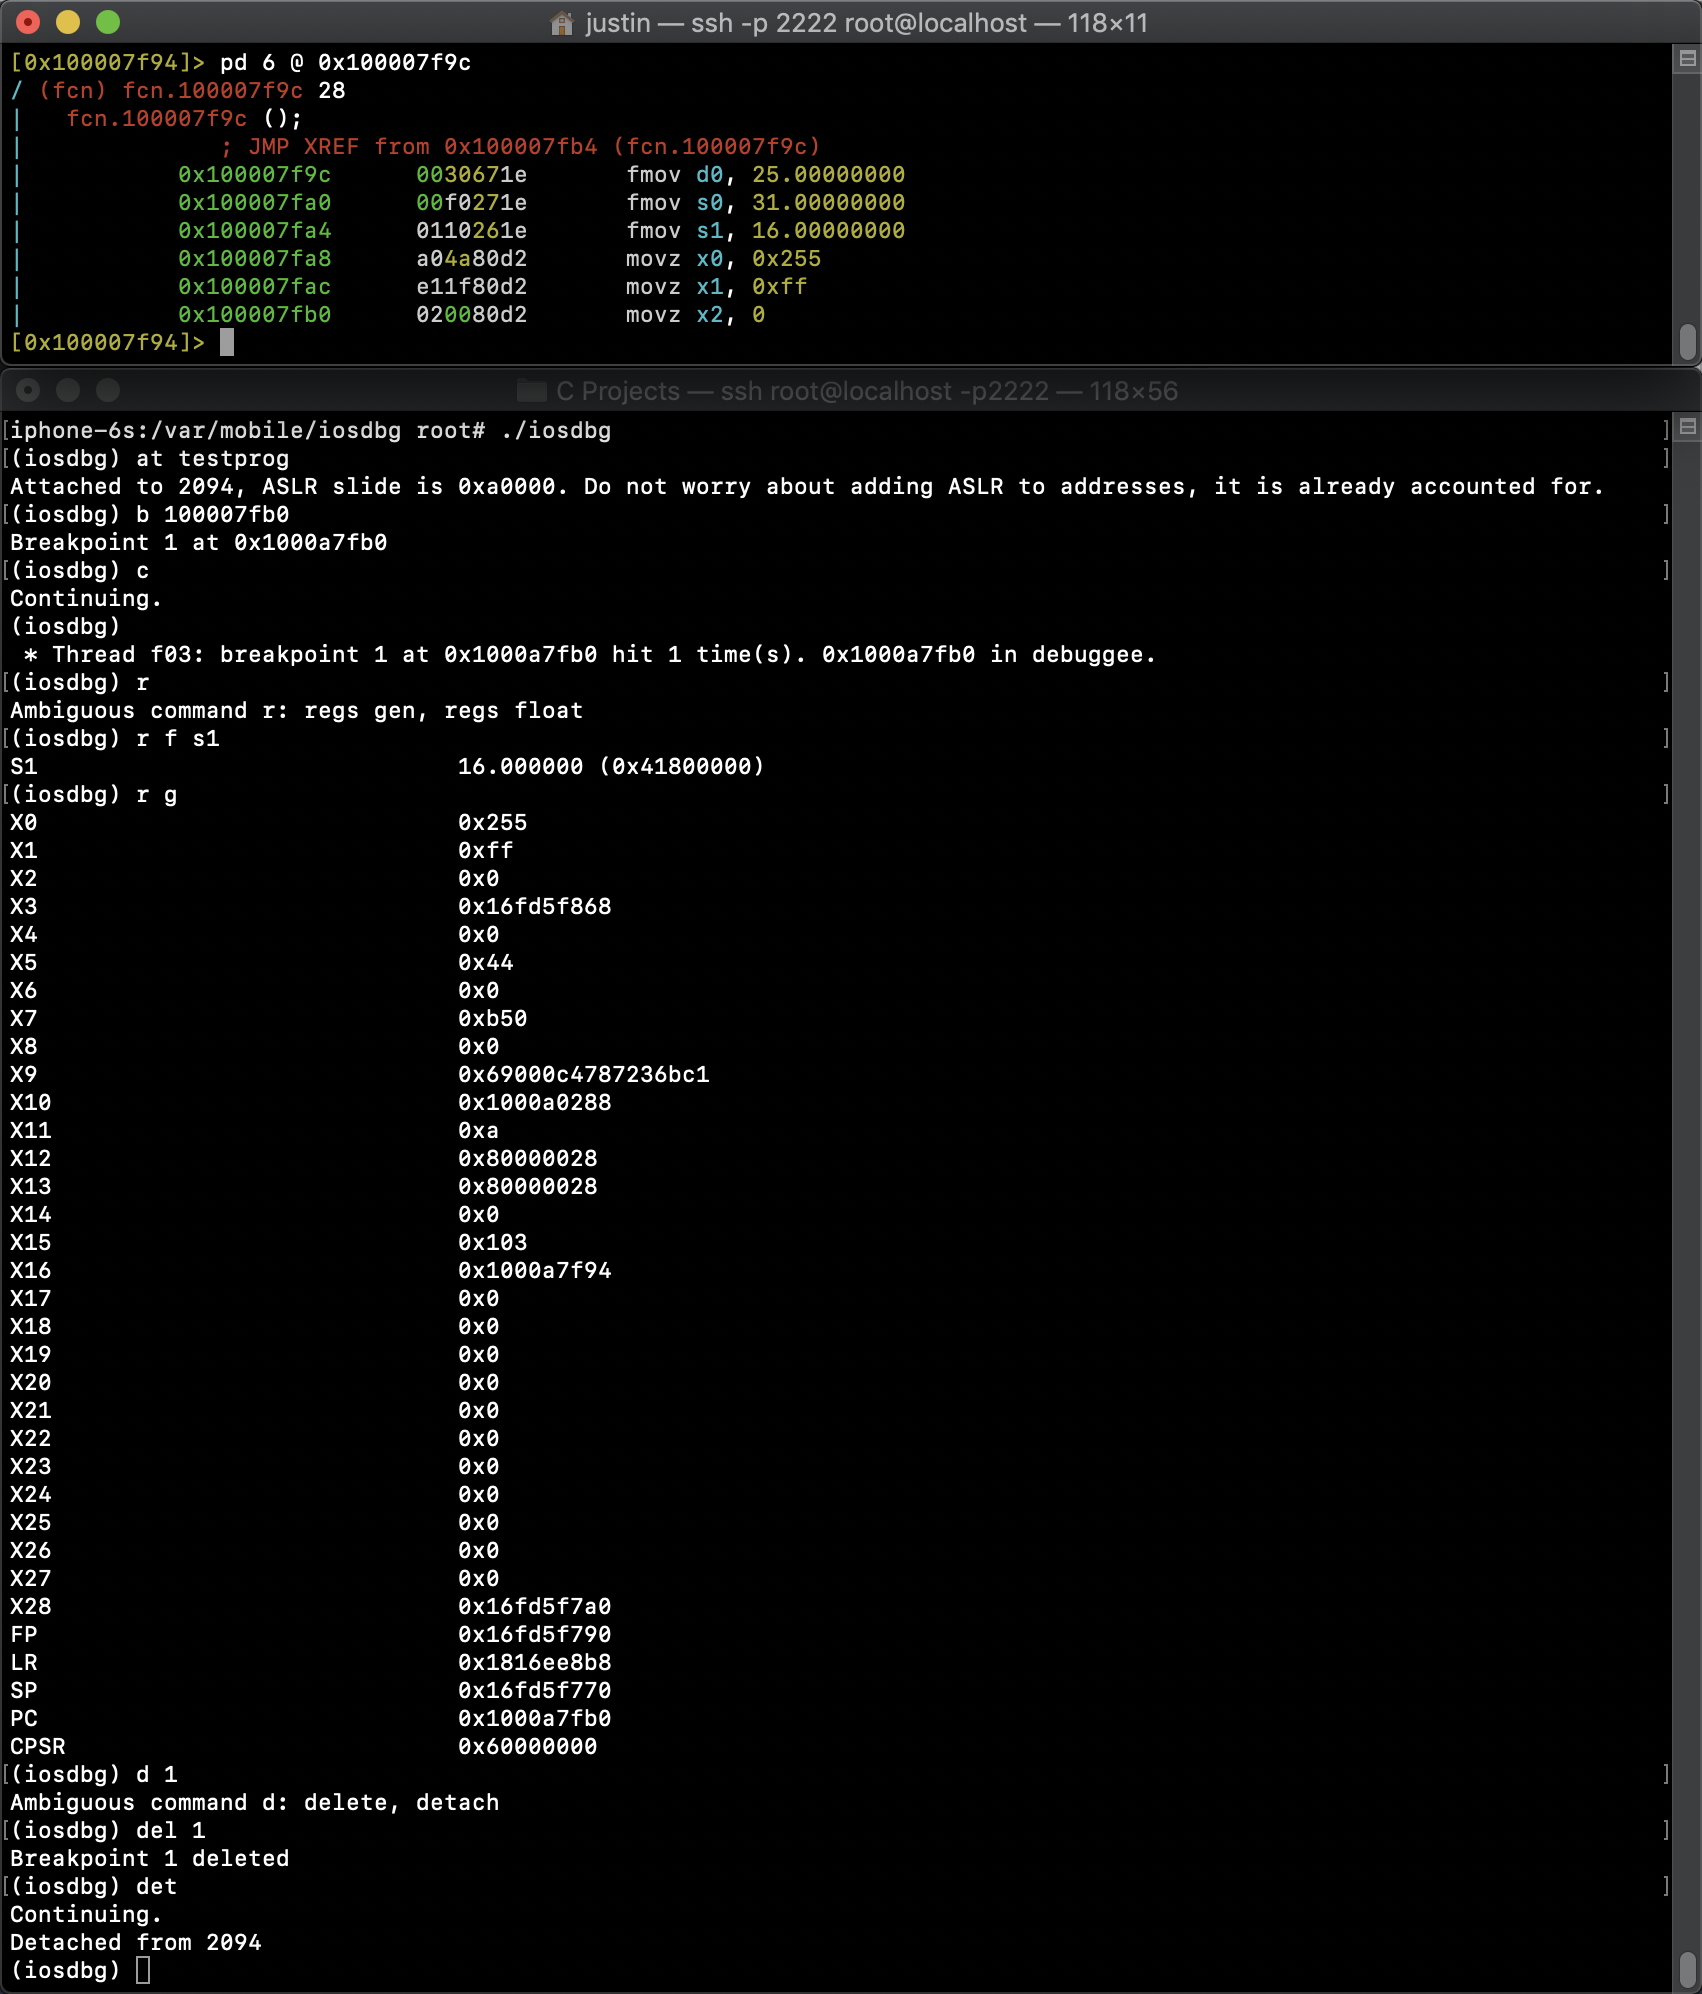 justin — ssh -p 2222 root@localhost — 118×11
[0x100007f94]> pd 6 @ 0x100007f9c
/ (fcn) fcn.100007f9c 28
|   fcn.100007f9c ();
|              ; JMP XREF from 0x100007fb4 (fcn.100007f9c)
|           0x100007f9c      0030671e       fmov d0, 25.00000000
|           0x100007fa0      00f0271e       fmov s0, 31.00000000
|           0x100007fa4      0110261e       fmov s1, 16.00000000
|           0x100007fa8      a04a80d2       movz x0, 0x255
|           0x100007fac      e11f80d2       movz x1, 0xff
|           0x100007fb0      020080d2       movz x2, 0
[0x100007f94]>
C Projects — ssh root@localhost -p2222 — 118×56
[iphone-6s:/var/mobile/iosdbg root# ./iosdbg ]
[(iosdbg) at testprog ]
Attached to 2094, ASLR slide is 0xa0000. Do not worry about adding ASLR to addresses, it is already accounted for.
[(iosdbg) b 100007fb0 ]
Breakpoint 1 at 0x1000a7fb0
[(iosdbg) c ]
Continuing.
(iosdbg)
 * Thread f03: breakpoint 1 at 0x1000a7fb0 hit 1 time(s). 0x1000a7fb0 in debuggee.
[(iosdbg) r ]
Ambiguous command r: regs gen, regs float
[(iosdbg) r f s1 ]
S1                              16.000000 (0x41800000)
[(iosdbg) r g ]
X0                              0x255
X1                              0xff
X2                              0x0
X3                              0x16fd5f868
X4                              0x0
X5                              0x44
X6                              0x0
X7                              0xb50
X8                              0x0
X9                              0x69000c4787236bc1
X10                             0x1000a0288
X11                             0xa
X12                             0x80000028
X13                             0x80000028
X14                             0x0
X15                             0x103
X16                             0x1000a7f94
X17                             0x0
X18                             0x0
X19                             0x0
X20                             0x0
X21                             0x0
X22                             0x0
X23                             0x0
X24                             0x0
X25                             0x0
X26                             0x0
X27                             0x0
X28                             0x16fd5f7a0
FP                              0x16fd5f790
LR                              0x1816ee8b8
SP                              0x16fd5f770
PC                              0x1000a7fb0
CPSR                            0x60000000
[(iosdbg) d 1 ]
Ambiguous command d: delete, detach
[(iosdbg) del 1 ]
Breakpoint 1 deleted
[(iosdbg) det ]
Continuing.
Detached from 2094
(iosdbg)